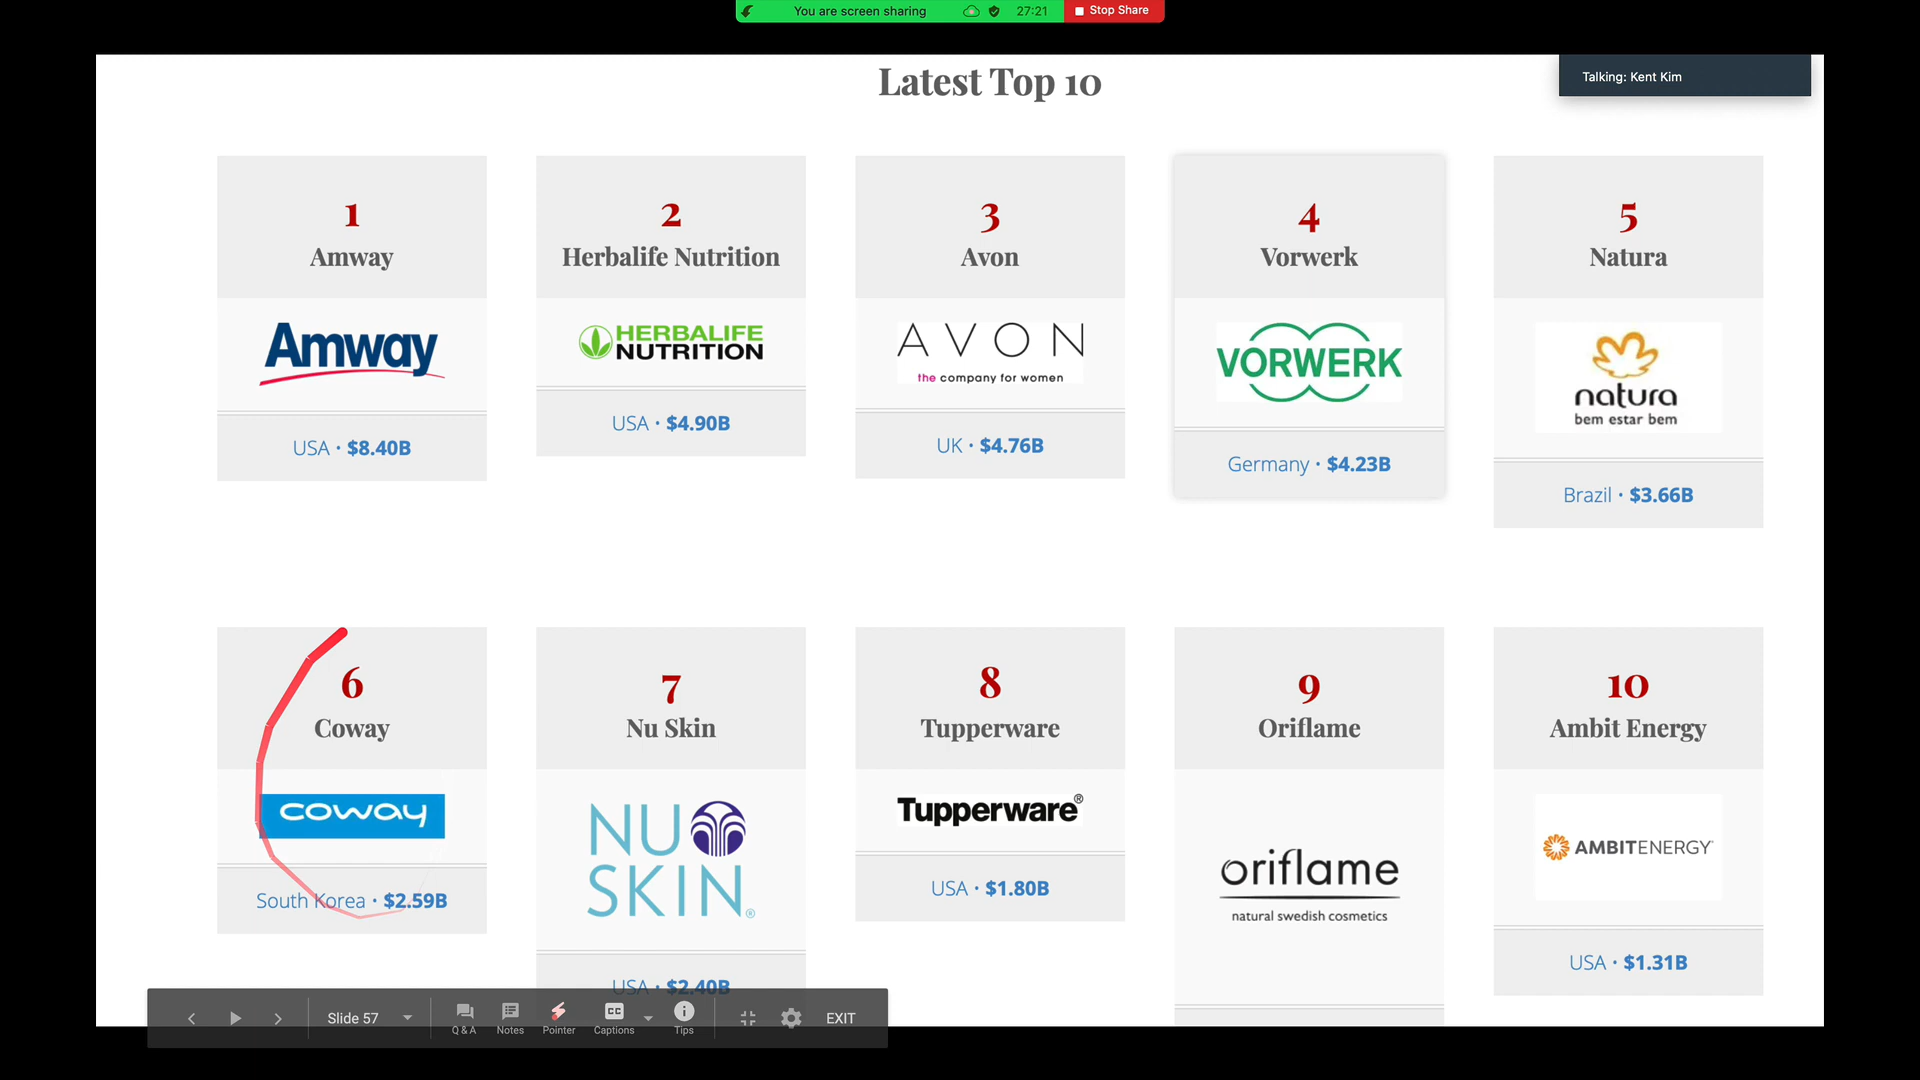 You are screen sharing 27:21 Stop Share
Talking: Kent Kim
Latest Top 10
1
Amway
Amway
USA • $8.40B
2
Herbalife Nutrition
HERBALIFE
NUTRITION
USA • $4.90B
3
Avon
AVON
the company for women
UK • $4.76B
4
Vorwerk
VORWERK
Germany • $4.23B
5
Natura
natura
bem estar bem
Brazil • $3.66B
6
Coway
coway
South Korea • $2.59B
7
Nu Skin
NU
SKIN®
USA • $2.40B
8
Tupperware
Tupperware®
USA • $1.80B
9
Oriflame
oriflame
natural swedish cosmetics
10
Ambit Energy
AMBITENERGY
USA • $1.31B
Slide 57 Q & A Notes Pointer CC Captions Tips EXIT